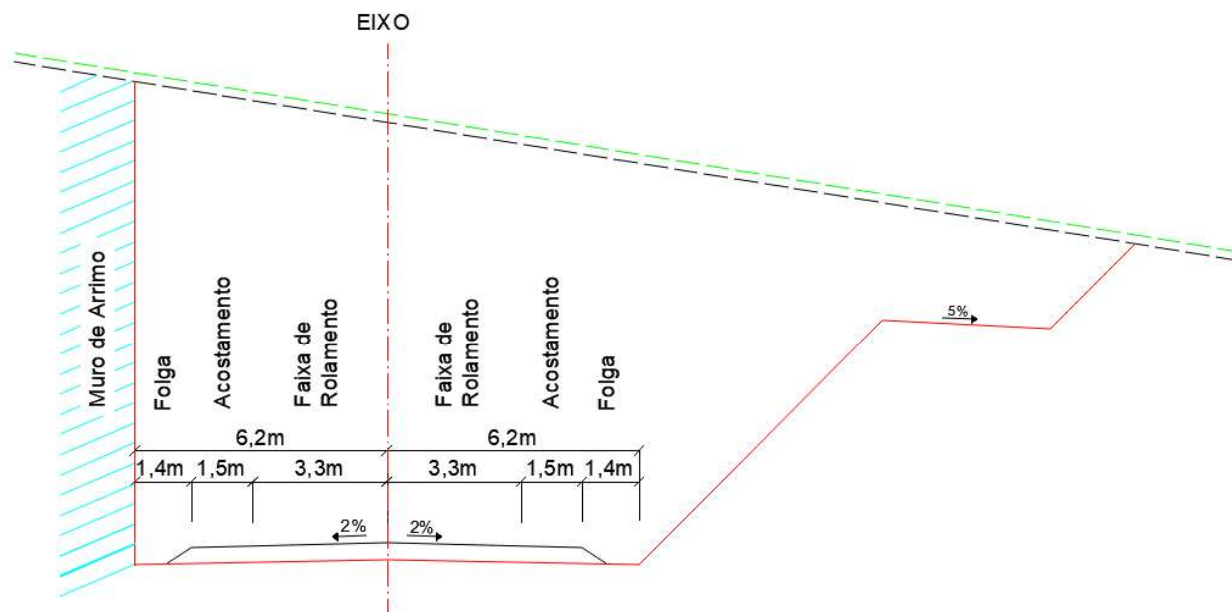 EIXO
Muro de Arrimo
Folga
Acostamento
Faixa de
Rolamento
Faixa de
Rolamento
Acostamento
Folga
5%
6,2m
6,2m
1,4m
1,5m
3,3m
3,3m
1,5m
1,4m
2%
2%